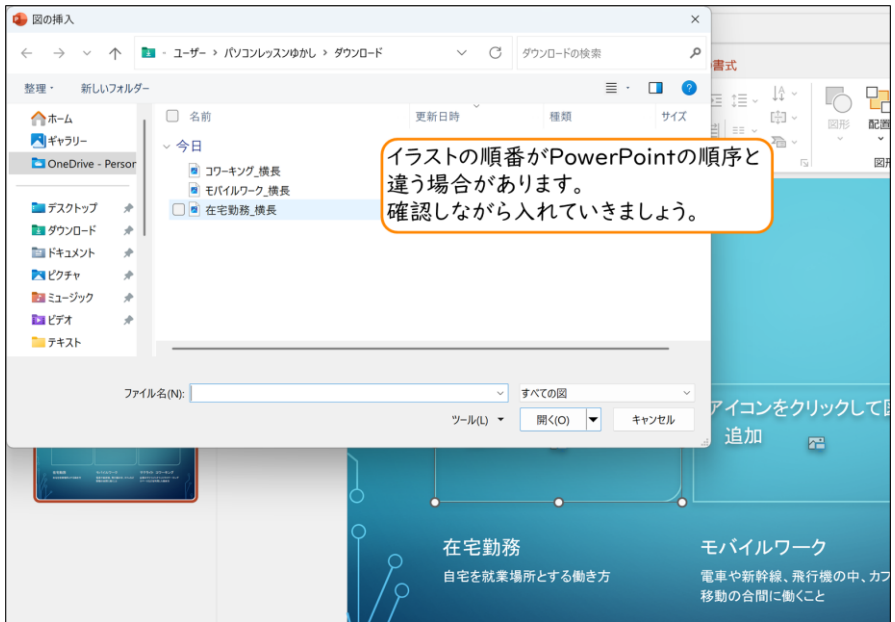 図の挿入
ユーザー › パソコンレッスンゆかし › ダウンロード
ダウンロードの検索
整理
新しいフォルダー
ホーム
ギャラリー
OneDrive - Person
デスクトップ
ダウンロード
ドキュメント
ピクチャ
ミュージック
ビデオ
テキスト
名前
更新日時
種類
サイズ
今日
コワーキング_横長
モバイルワーク_横長
在宅勤務_横長
イラストの順番がPowerPointの順序と
違う場合があります。
確認しながら入れていきましょう。
ファイル名(N):
すべての図
ツール(L)
開く(O)
キャンセル
の書式
図形
配置
図形
アイコンをクリックして図
追加
在宅勤務
自宅を就業場所とする働き方
モバイルワーク
電車や新幹線、飛行機の中、カフ
移動の合間に働くこと